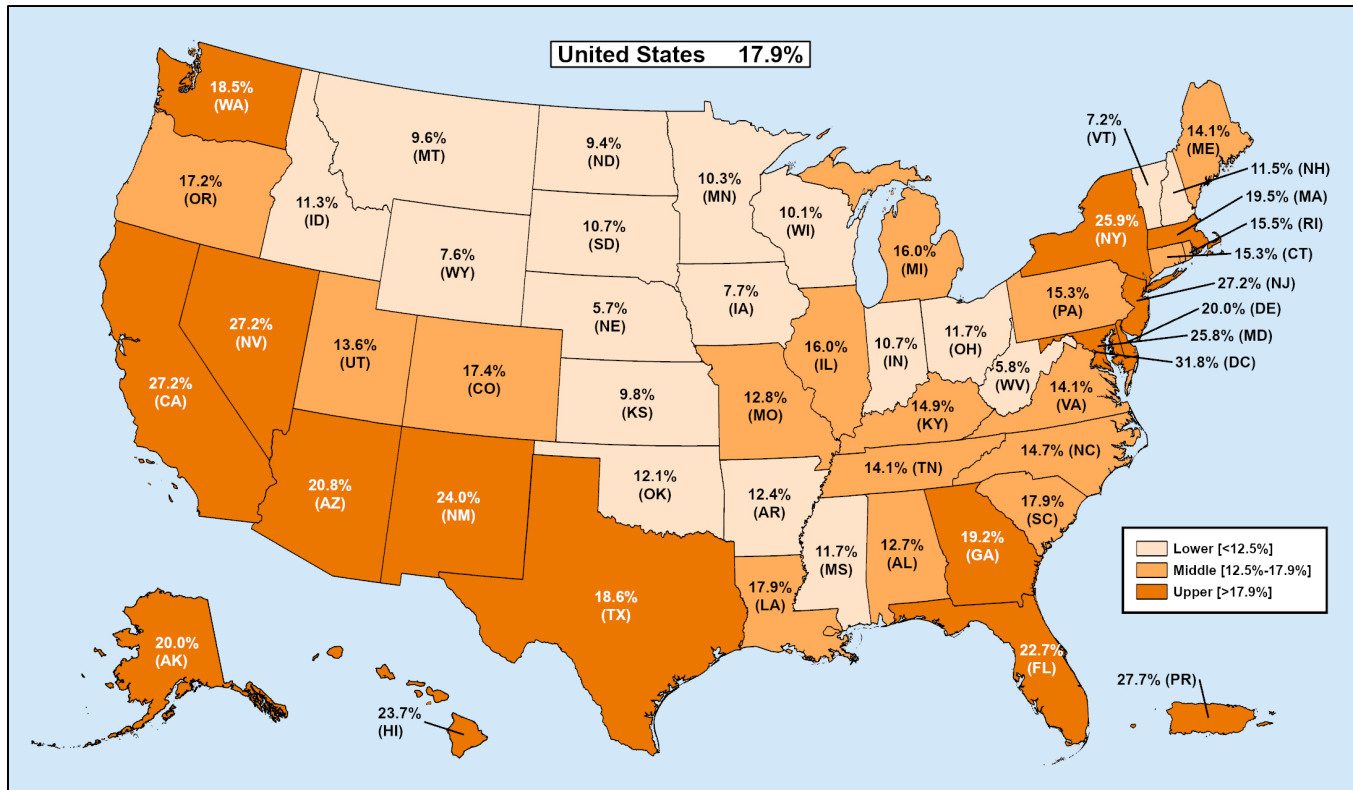 United States 17.9%
18.5%
(WA)
9.6%
(MT)
9.4%
(ND)
10.3%
(MN)
7.2%
(VT)
14.1%
(ME)
11.5% (NH)
19.5% (MA)
15.5% (RI)
15.3% (CT)
27.2% (NJ)
20.0% (DE)
25.8% (MD)
31.8% (DC)
17.2%
(OR)
11.3%
(ID)
7.6%
(WY)
10.7%
(SD)
10.1%
(WI)
16.0%
(MI)
25.9%
(NY)
15.3%
(PA)
27.2%
(CA)
27.2%
(NV)
13.6%
(UT)
17.4%
(CO)
5.7%
(NE)
7.7%
(IA)
16.0%
(IL)
10.7%
(IN)
11.7%
(OH)
5.8%
(WV)
14.1%
(VA)
9.8%
(KS)
12.8%
(MO)
14.9%
(KY)
14.1% (TN)
14.7% (NC)
20.8%
(AZ)
24.0%
(NM)
12.1%
(OK)
12.4%
(AR)
17.9%
(SC)
18.6%
(TX)
17.9%
(LA)
11.7%
(MS)
12.7%
(AL)
19.2%
(GA)
22.7%
(FL)
Lower [<12.5%]
Middle [12.5%-17.9%]
Upper [>17.9%]
20.0%
(AK)
23.7%
(HI)
27.7% (PR)